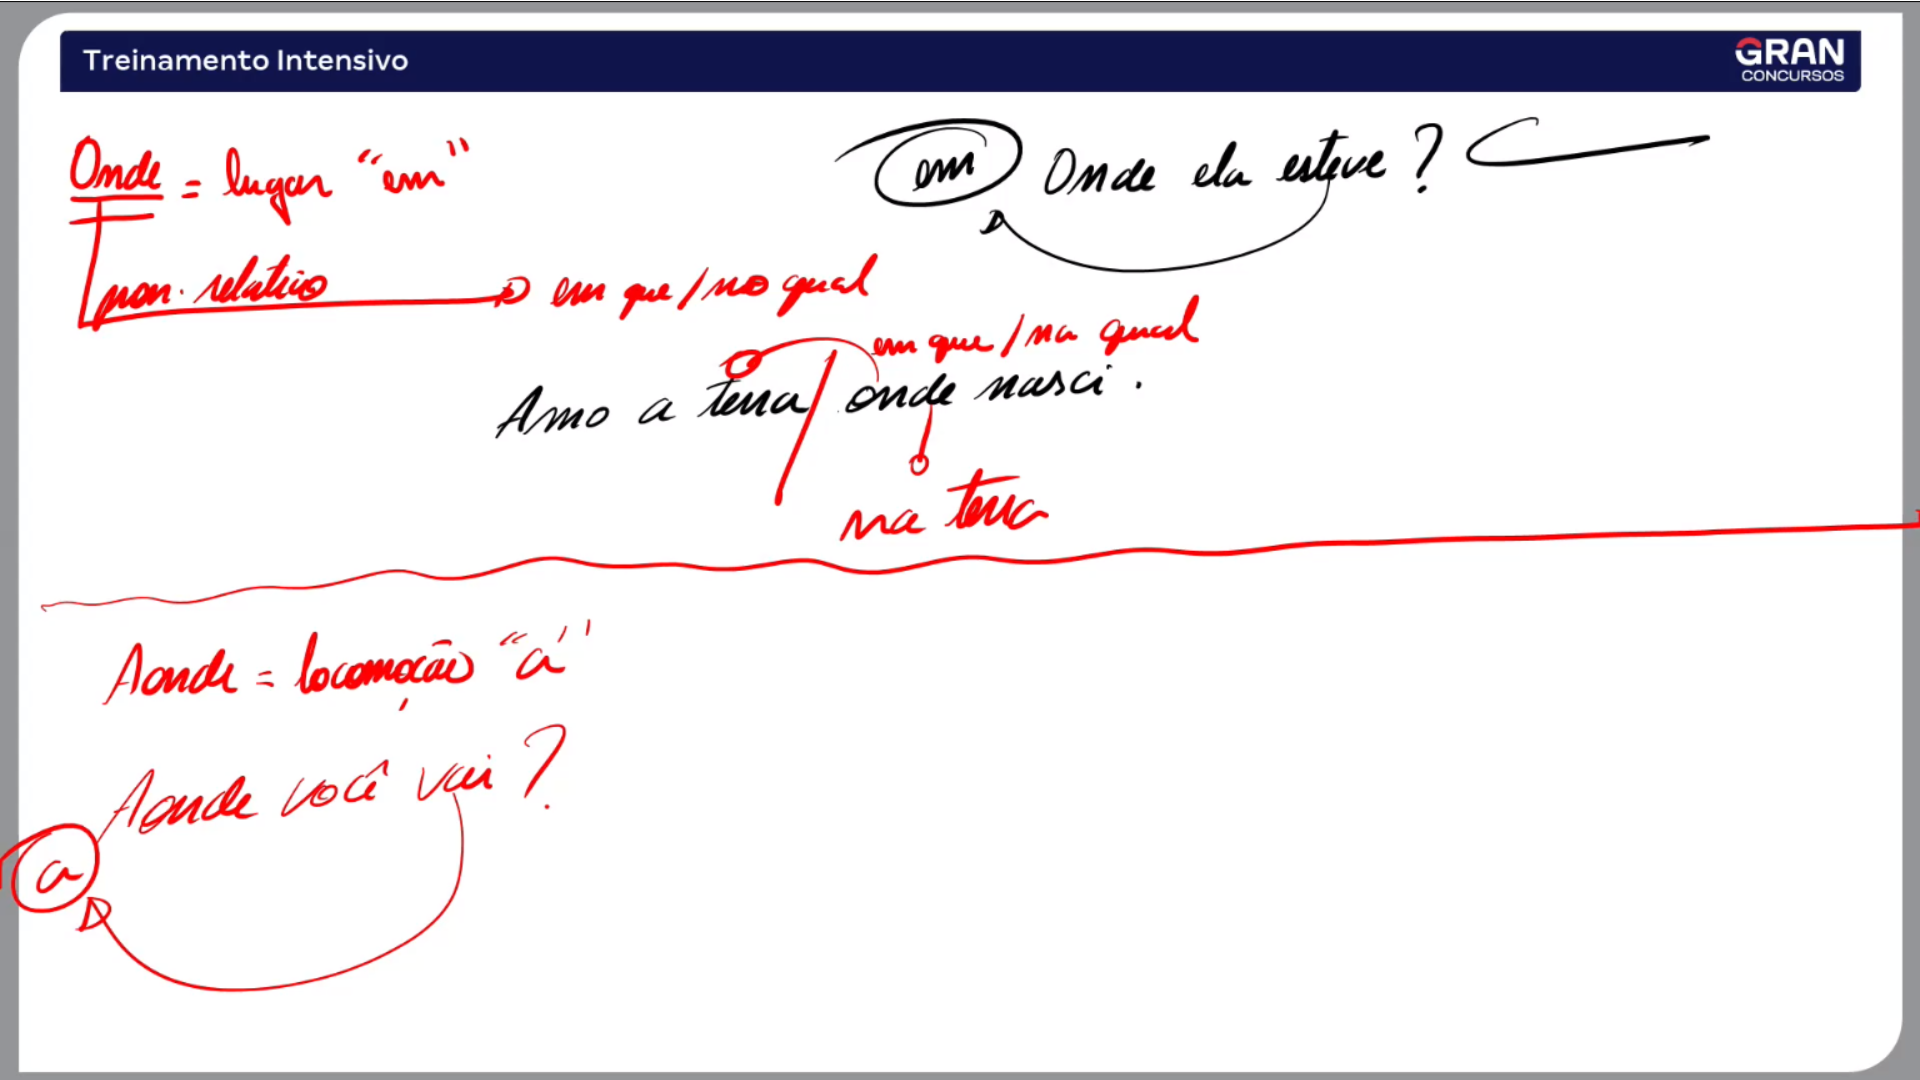 Treinamento Intensivo
GRAN
CONCURSOS
Onde = lugar "em"
em Onde ela esteve?
pron. relativo em que / no qual
em que / na qual
Amo a terra / onde nasci.
na terra
Aonde = locomoção "a"
Aonde você vai?
a